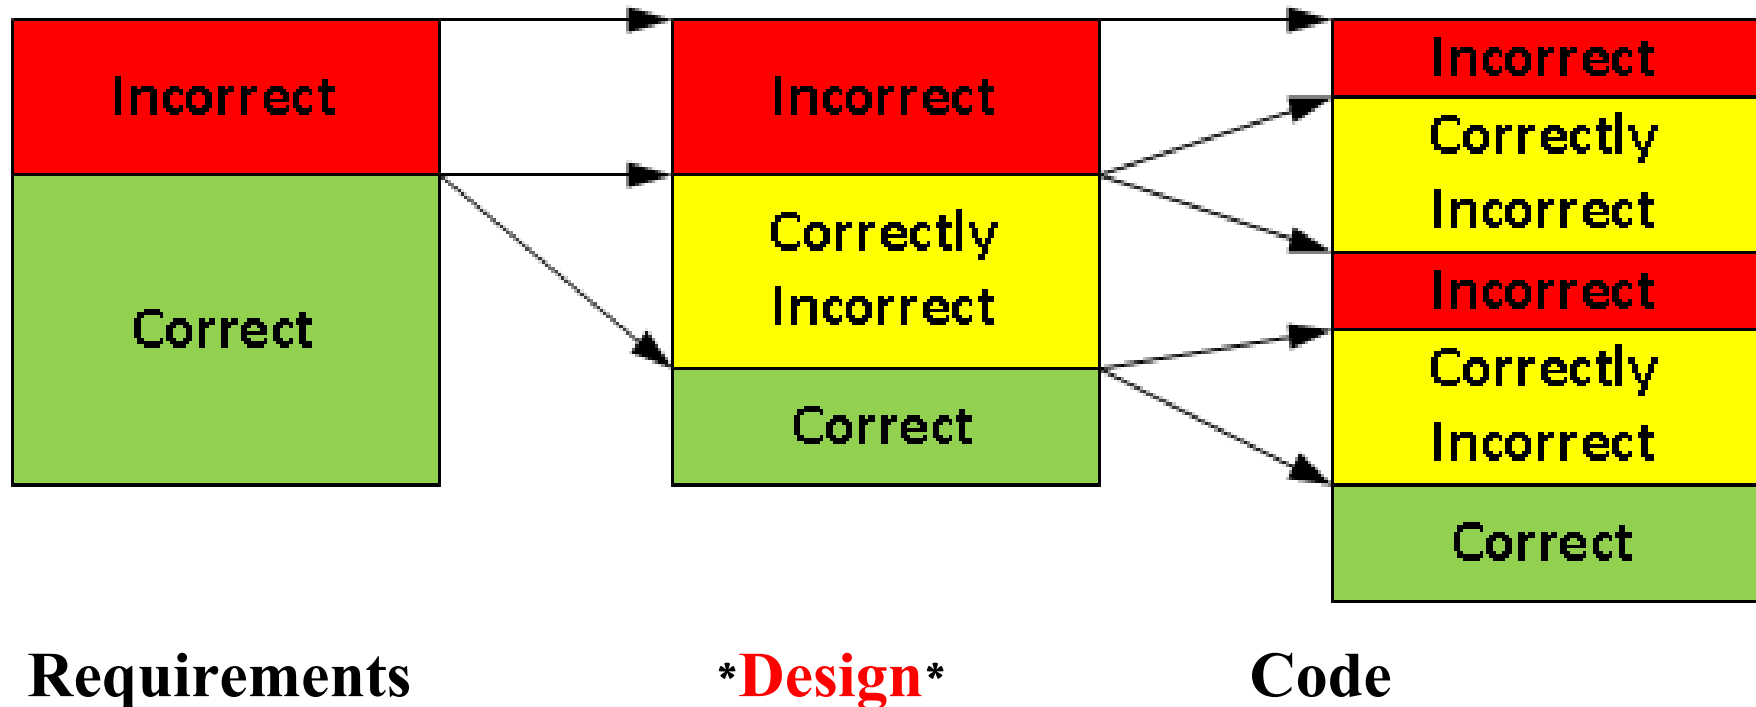 Incorrect
Correct
Incorrect
Correctly
Incorrect
Correct
Incorrect
Correctly
Incorrect
Incorrect
Correctly
Incorrect
Correct
Requirements
*Design*
Code